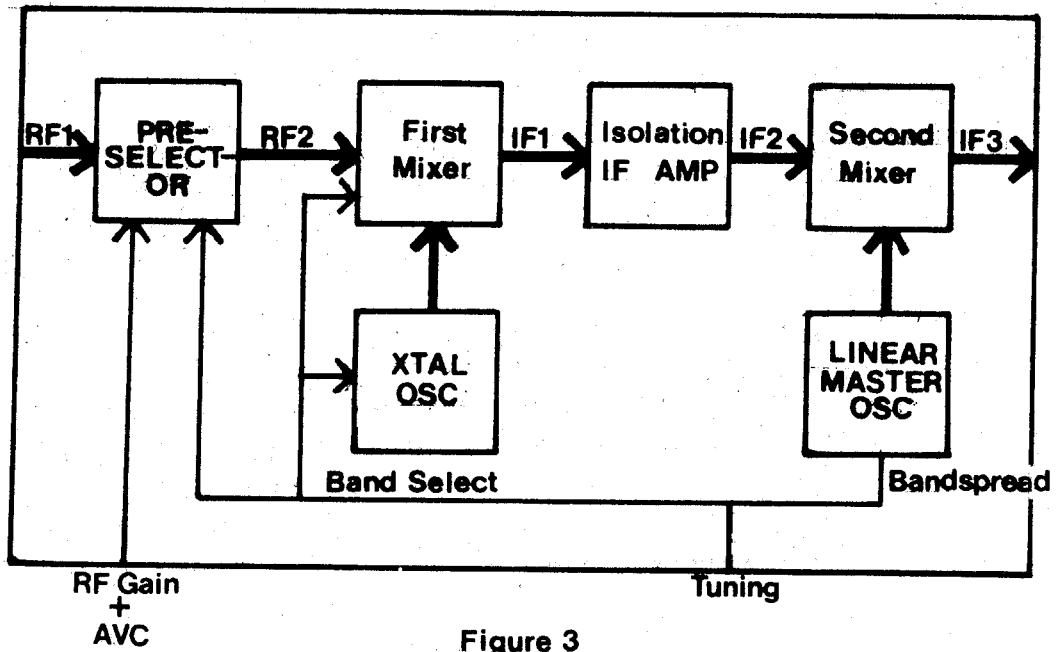 RF1
PRE-
SELECT-
OR
RF2
First
Mixer
IF1
Isolation
IF AMP
IF2
Second
Mixer
IF3
XTAL
OSC
LINEAR
MASTER
OSC
Band Select
Bandspread
RF Gain
+
AVC
Tuning
Figure 3